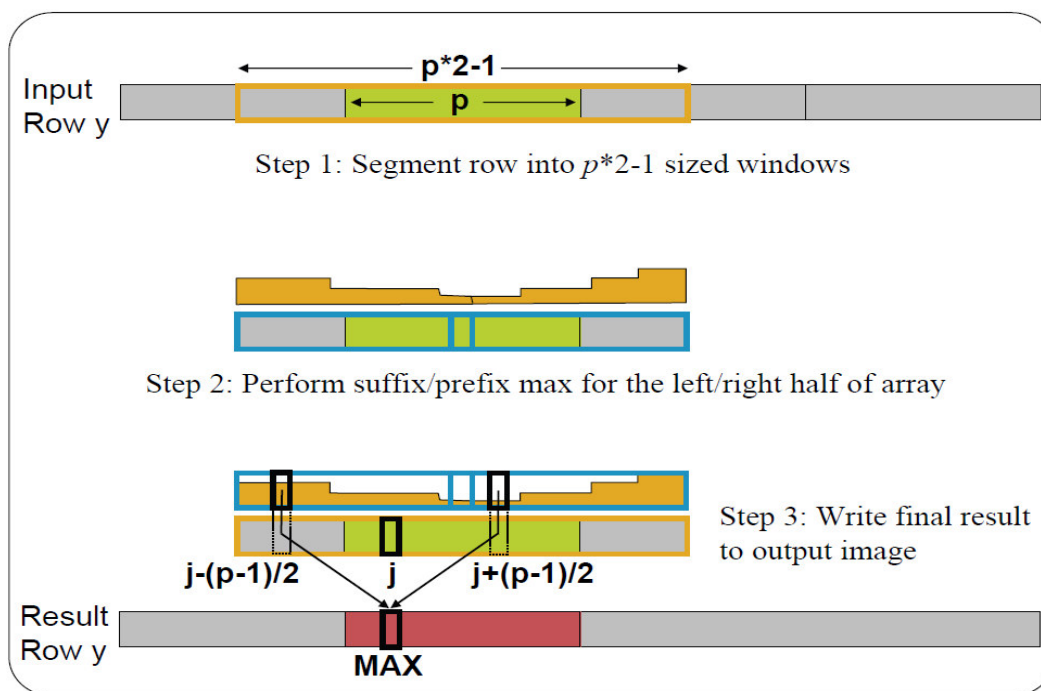 p*2-1
Input
Row y
p
Step 1: Segment row into p*2-1 sized windows
Step 2: Perform suffix/prefix max for the left/right half of array
Step 3: Write final result
to output image
j-(p-1)/2
j
j+(p-1)/2
Result
Row y
MAX